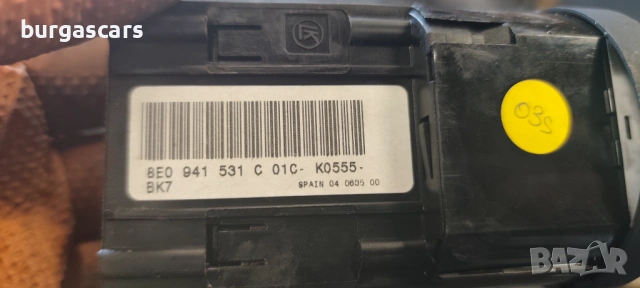 burgascars
8E0 941 531 C 01C- K0555-
BK7
SPAIN 04 0605 00
03S
BAZAR